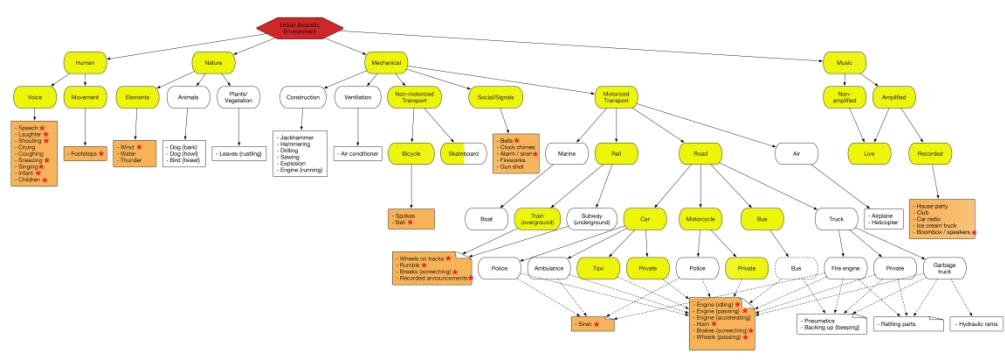 Urban Acoustic
Environment
Human
Nature
Mechanical
Music
Voice
Movement
Elements
Animals
Plants/
Vegetation
Construction
Ventilation
Non-motorized
Transport
Social/Signals
Motorized
Transport
Non-
amplified
Amplified
- Speech
- Laughter
- Shouting
- Crying
- Coughing
- Sneezing
- Singing
- Infant
- Children
- Footsteps
- Wind
- Water
- Thunder
- Dog {bark}
- Dog {howl}
- Bird {tweet}
- Leaves {rustling}
- Jackhammer
- Hammering
- Drilling
- Sawing
- Explosion
- Engine {running}
- Air conditioner
Bicycle
Skateboard
- Bells
- Clock chimes
- Alarm / siren
- Fireworks
- Gun shot
Marine
Rail
Road
Air
Live
Recorded
- Spokes
- Bell
Boat
Train
(overground)
Subway
(underground)
Car
Motorcycle
Bus
Truck
- Airplane
- Helicopter
- House party
- Club
- Car radio
- Ice cream truck
- Boombox / speakers
- Wheels on tracks
- Rumble
- Breaks {screeching}
- Recorded announcements
Police
Ambulance
Taxi
Private
Police
Private
Bus
Fire engine
Private
Garbage
truck
- Siren
- Engine {idling}
- Engine {passing}
- Engine {accelerating}
- Horn
- Brakes {screeching}
- Wheels {passing}
- Pneumatics
- Backing up {beeping}
- Rattling parts
- Hydraulic rams